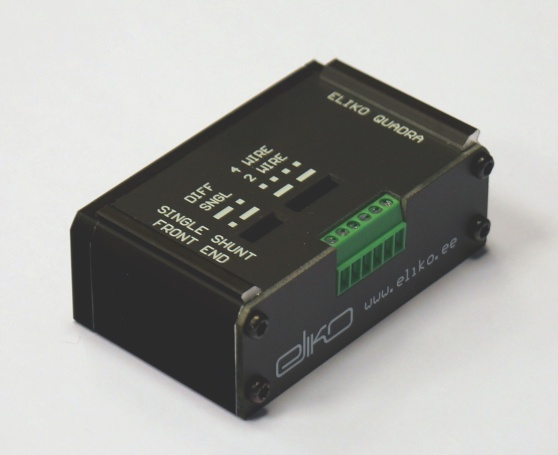 ELIKO QUADRA
4 WIRE
2 WIRE
DIFF
SNGL
SINGLE SHUNT
FRONT END
eliko
www.eliko.ee